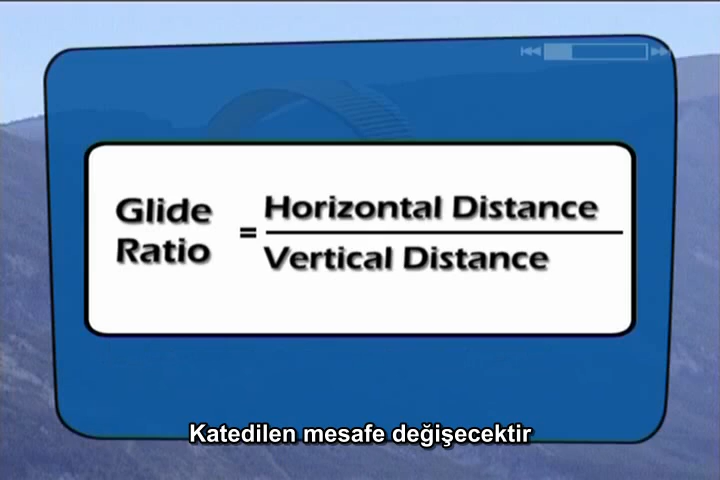 Glide
Ratio
=
Horizontal Distance
Vertical Distance
Katedilen mesafe değişecektir